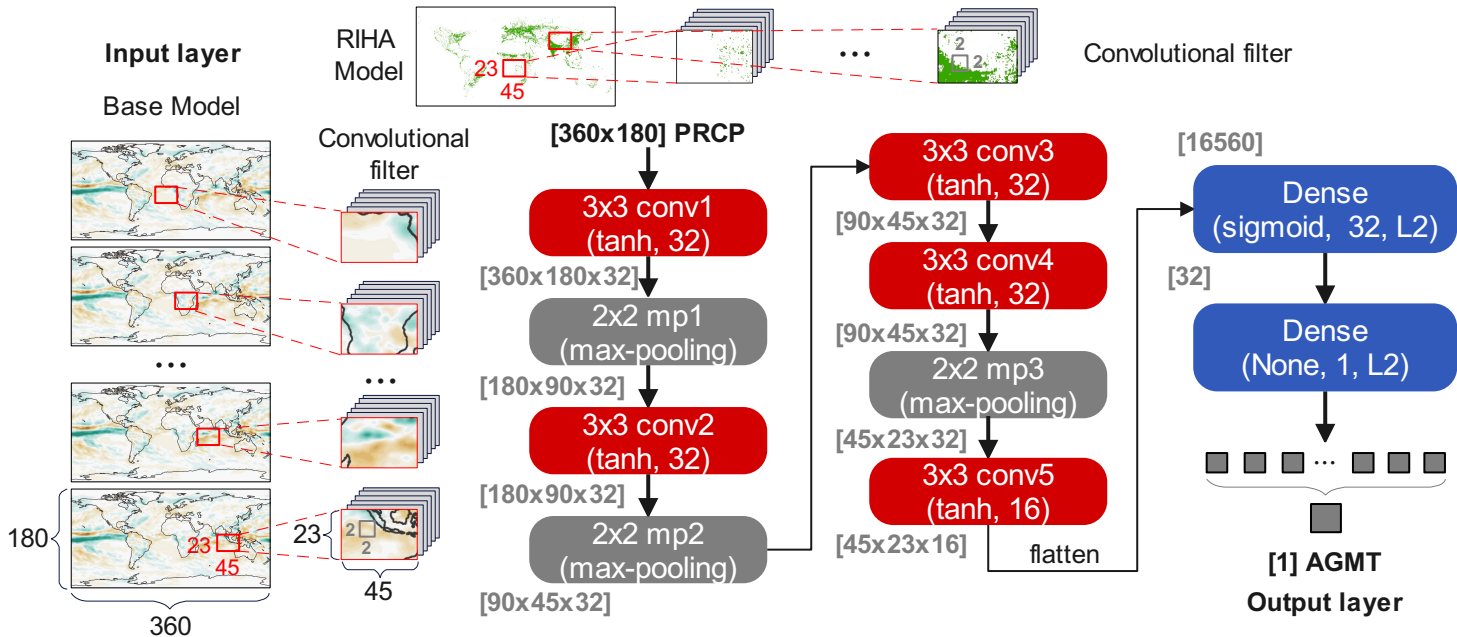 Input layer
Base Model
Convolutional
filter
...
...
180
360
23
45
2
2
23
45
RIHA
Model
23
45
...
2
2
Convolutional filter
[360x180] PRCP
3x3 conv1
(tanh, 32)
[360x180x32]
2x2 mp1
(max-pooling)
[180x90x32]
3x3 conv2
(tanh, 32)
[180x90x32]
2x2 mp2
(max-pooling)
[90x45x32]
3x3 conv3
(tanh, 32)
[90x45x32]
3x3 conv4
(tanh, 32)
[90x45x32]
2x2 mp3
(max-pooling)
[45x23x32]
3x3 conv5
(tanh, 16)
[45x23x16]
flatten
[16560]
Dense
(sigmoid, 32, L2)
[32]
Dense
(None, 1, L2)
...
[1] AGMT
Output layer